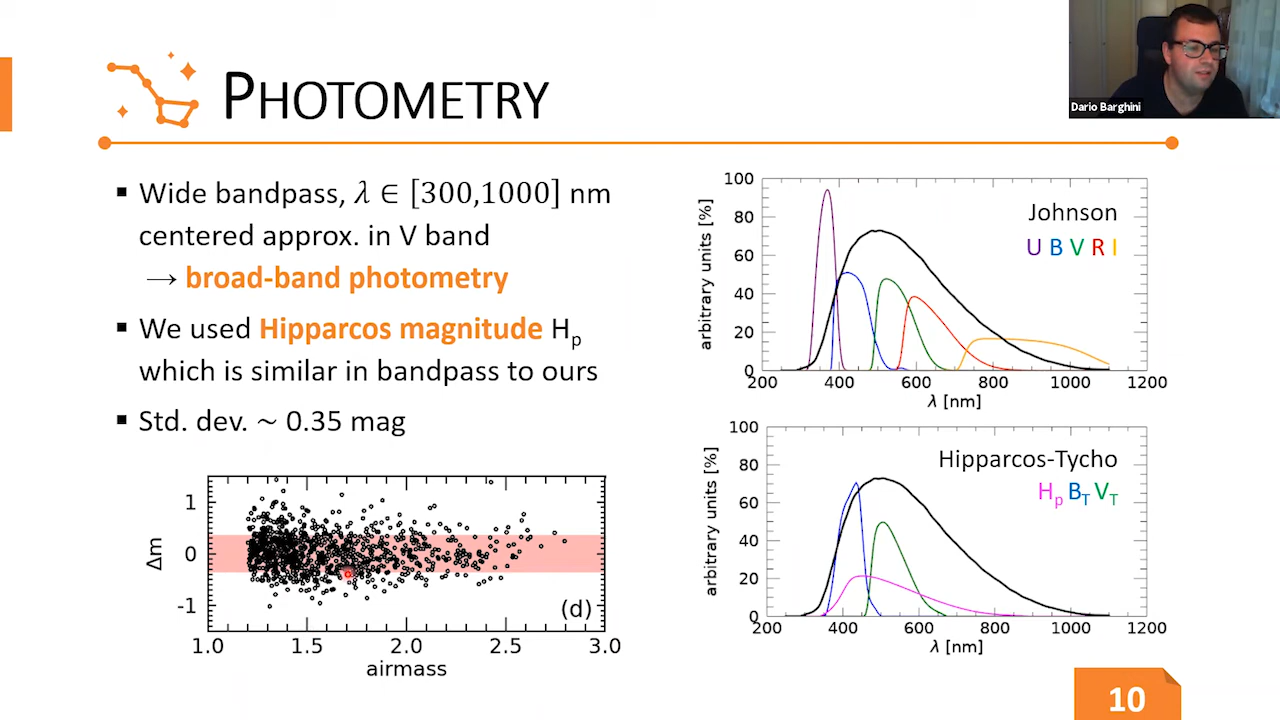 Dario Barghini
PHOTOMETRY
▪ Wide bandpass, λ ∈ [300,1000] nm
centered approx. in V band
→ broad-band photometry
▪ We used Hipparcos magnitude Hp
which is similar in bandpass to ours
▪ Std. dev. ~ 0.35 mag
1
0
-1
Δm
(d)
1.0 1.5 2.0 2.5 3.0
airmass
100
80
60
40
20
0
arbitrary units [%]
Johnson
U B V R I
200 400 600 800 1000 1200
λ [nm]
100
80
60
40
20
0
arbitrary units [%]
Hipparcos-Tycho
Hp BT VT
200 400 600 800 1000 1200
λ [nm]
10